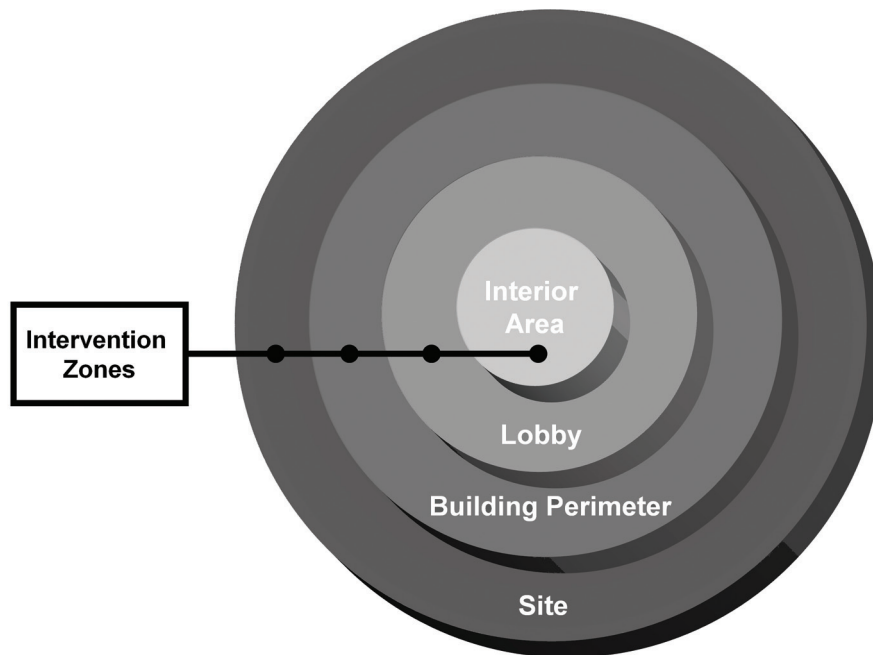 Interior
Area
Intervention
Zones
Lobby
Building Perimeter
Site